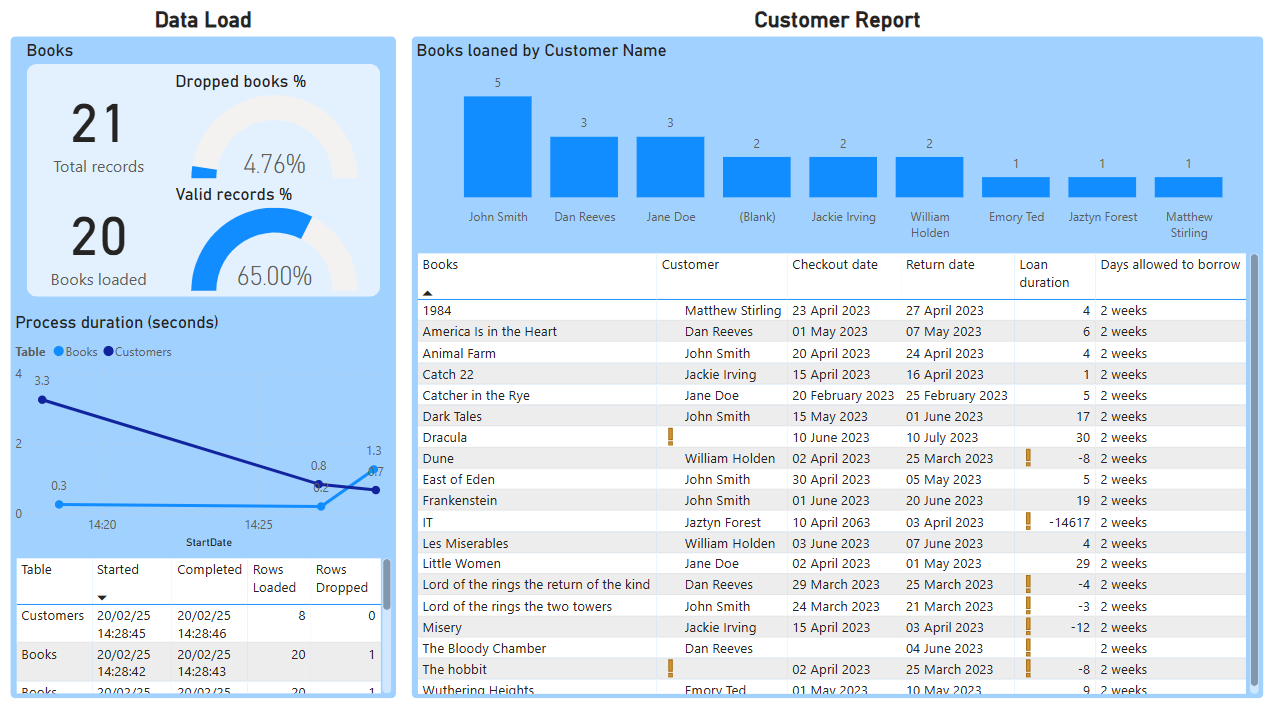 Data Load
Customer Report
Books
Dropped books %
21
Total records
4.76%
Valid records %
20
Books loaded
65.00%
Process duration (seconds)
Table Books Customers
4
3.3
2
1.3
0.8
0.7
0.3
0.2
0
14:20 14:25
StartDate
Table Started Completed Rows Loaded Rows Dropped
Customers 20/02/25 14:28:45 20/02/25 14:28:46 8 0
Books 20/02/25 14:28:42 20/02/25 14:28:43 20 1
Books 20/02/25 20/02/25 20 1
Books loaned by Customer Name
5 3 3 2 2 2 1 1 1
John Smith Dan Reeves Jane Doe (Blank) Jackie Irving William Holden Emory Ted Jaztyn Forest Matthew Stirling
Books Customer Checkout date Return date Loan duration Days allowed to borrow
1984 Matthew Stirling 23 April 2023 27 April 2023 4 2 weeks
America Is in the Heart Dan Reeves 01 May 2023 07 May 2023 6 2 weeks
Animal Farm John Smith 20 April 2023 24 April 2023 4 2 weeks
Catch 22 Jackie Irving 15 April 2023 16 April 2023 1 2 weeks
Catcher in the Rye Jane Doe 20 February 2023 25 February 2023 5 2 weeks
Dark Tales John Smith 15 May 2023 01 June 2023 17 2 weeks
Dracula 10 June 2023 10 July 2023 30 2 weeks
Dune William Holden 02 April 2023 25 March 2023 -8 2 weeks
East of Eden John Smith 30 April 2023 05 May 2023 5 2 weeks
Frankenstein John Smith 01 June 2023 20 June 2023 19 2 weeks
IT Jaztyn Forest 10 April 2063 03 April 2023 -14617 2 weeks
Les Miserables William Holden 03 June 2023 07 June 2023 4 2 weeks
Little Women Jane Doe 02 April 2023 01 May 2023 29 2 weeks
Lord of the rings the return of the kind Dan Reeves 29 March 2023 25 March 2023 -4 2 weeks
Lord of the rings the two towers John Smith 24 March 2023 21 March 2023 -3 2 weeks
Misery Jackie Irving 15 April 2023 03 April 2023 -12 2 weeks
The Bloody Chamber Dan Reeves 04 June 2023 2 weeks
The hobbit 02 April 2023 25 March 2023 -8 2 weeks
Wuthering Heights Emory Ted 01 May 2023 10 May 2023 9 2 weeks